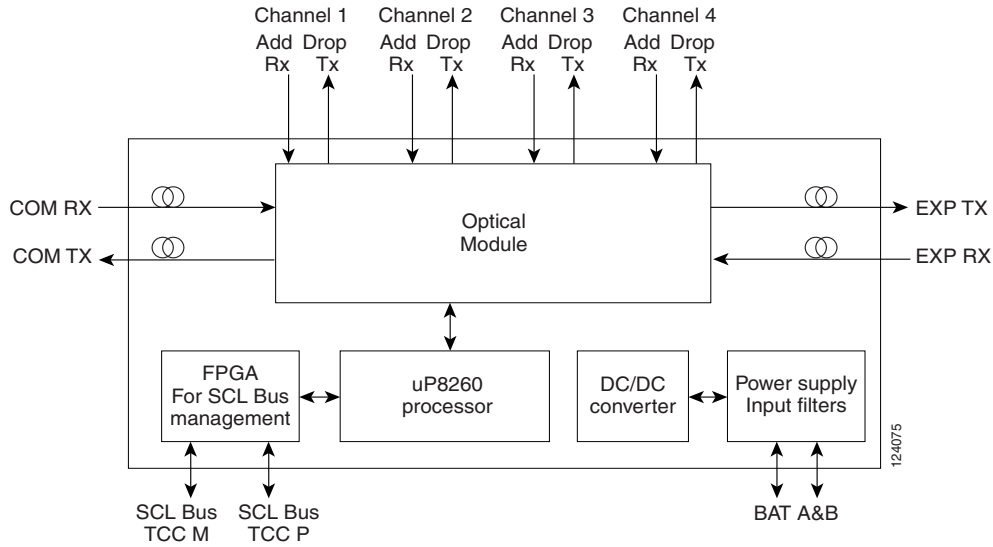 Channel 1 Channel 2 Channel 3 Channel 4
Add Drop Add Drop Add Drop Add Drop
Rx Tx Rx Tx Rx Tx Rx Tx
COM RX
COM TX
Optical
Module
EXP TX
EXP RX
FPGA
For SCL Bus
management
uP8260
processor
DC/DC
converter
Power supply
Input filters
124075
SCL Bus
TCC M
SCL Bus
TCC P
BAT A&B